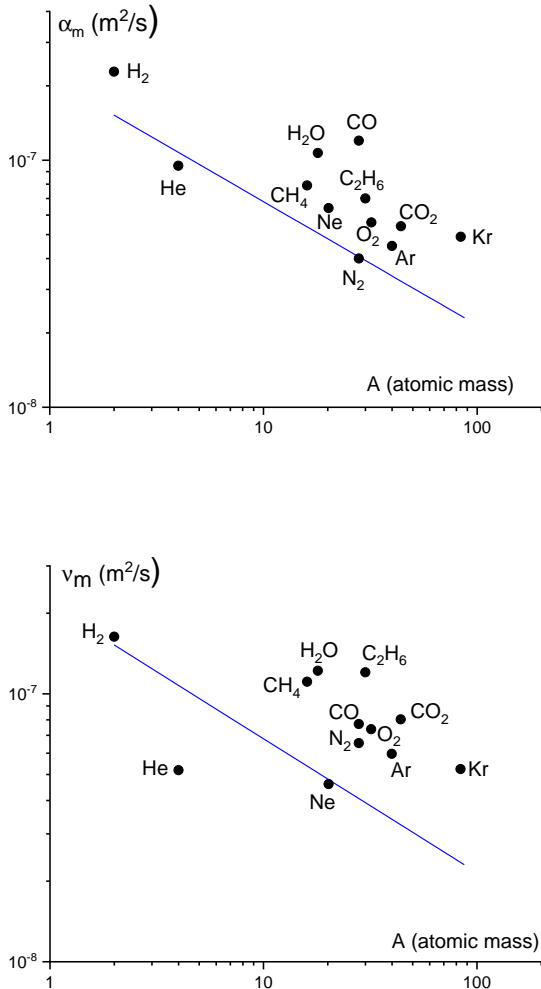 αₘ (m²/s)
H₂
CO
H₂O
10⁻⁷
C₂H₆
He
CH₄
CO₂
Ne
O₂
Kr
Ar
N₂
A (atomic mass)
10⁻⁸
1 10 100
νm (m²/s)
H₂
H₂O
C₂H₆
10⁻⁷
CH₄
CO
CO₂
N₂
O₂
He
Ar
Kr
Ne
A (atomic mass)
10⁻⁸
1 10 100